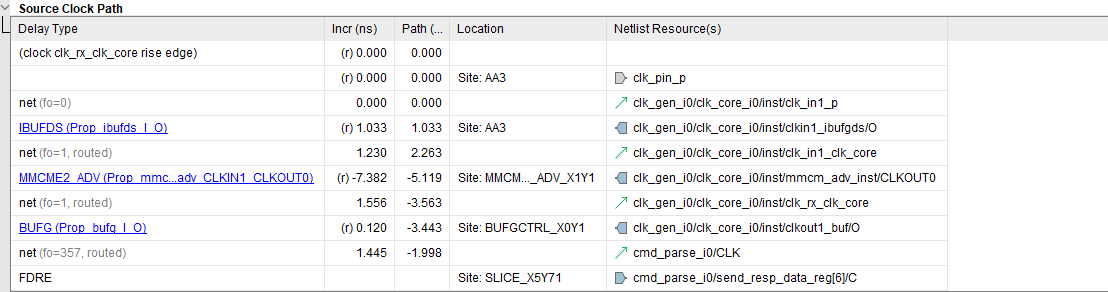 Source Clock Path
Delay Type Incr (ns) Path (... Location Netlist Resource(s)
(clock clk_rx_clk_core rise edge) (r) 0.000 0.000
(r) 0.000 0.000 Site: AA3 clk_pin_p
net (fo=0) 0.000 0.000 clk_gen_i0/clk_core_i0/inst/clk_in1_p
IBUFDS (Prop_ibufds_I_O) (r) 1.033 1.033 Site: AA3 clk_gen_i0/clk_core_i0/inst/clkin1_ibufgds/O
net (fo=1, routed) 1.230 2.263 clk_gen_i0/clk_core_i0/inst/clk_in1_clk_core
MMCME2_ADV (Prop_mmc...adv_CLKIN1_CLKOUT0) (r) -7.382 -5.119 Site: MMCM..._ADV_X1Y1 clk_gen_i0/clk_core_i0/inst/mmcm_adv_inst/CLKOUT0
net (fo=1, routed) 1.556 -3.563 clk_gen_i0/clk_core_i0/inst/clk_rx_clk_core
BUFG (Prop_bufg_I_O) (r) 0.120 -3.443 Site: BUFGCTRL_X0Y1 clk_gen_i0/clk_core_i0/inst/clkout1_buf/O
net (fo=357, routed) 1.445 -1.998 cmd_parse_i0/CLK
FDRE Site: SLICE_X5Y71 cmd_parse_i0/send_resp_data_reg[6]/C